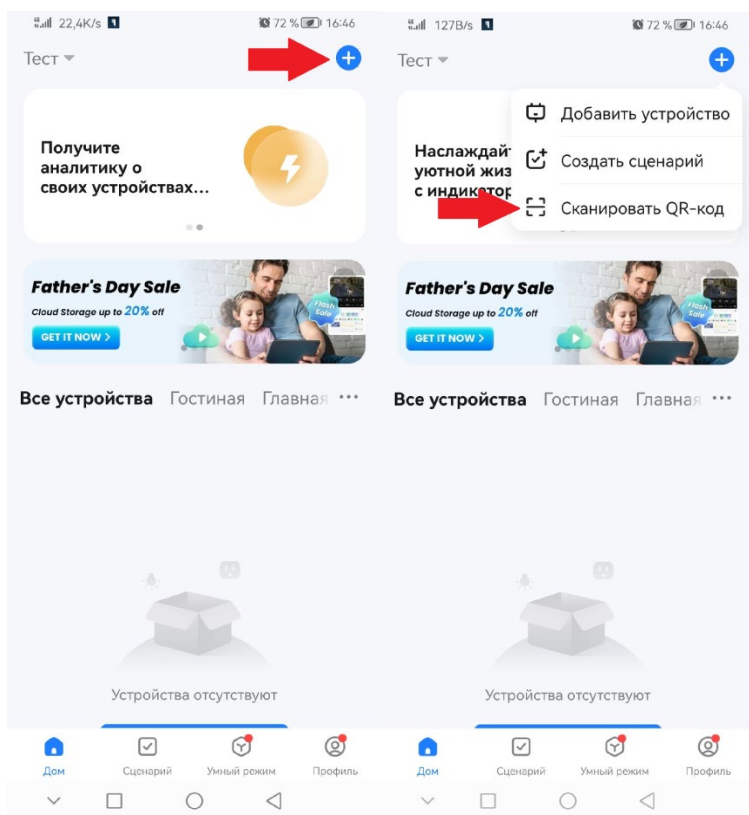 22,4K/s 72 % 16:46
Тест
Получите
аналитику о
своих устройствах...
Father's Day Sale
Cloud Storage up to 20% off
GET IT NOW >
Flash
Sale
Все устройства Гостиная Главная ...
Устройства отсутствуют
Дом Сценарий Умный режим Профиль
127B/s 72 % 16:46
Тест
Добавить устройство
Создать сценарий
Сканировать QR-код
Наслаждай
уютной жиз
с индикатор
Father's Day Sale
Cloud Storage up to 20% off
GET IT NOW >
Flash
Sale
Все устройства Гостиная Главная ...
Устройства отсутствуют
Дом Сценарий Умный режим Профиль